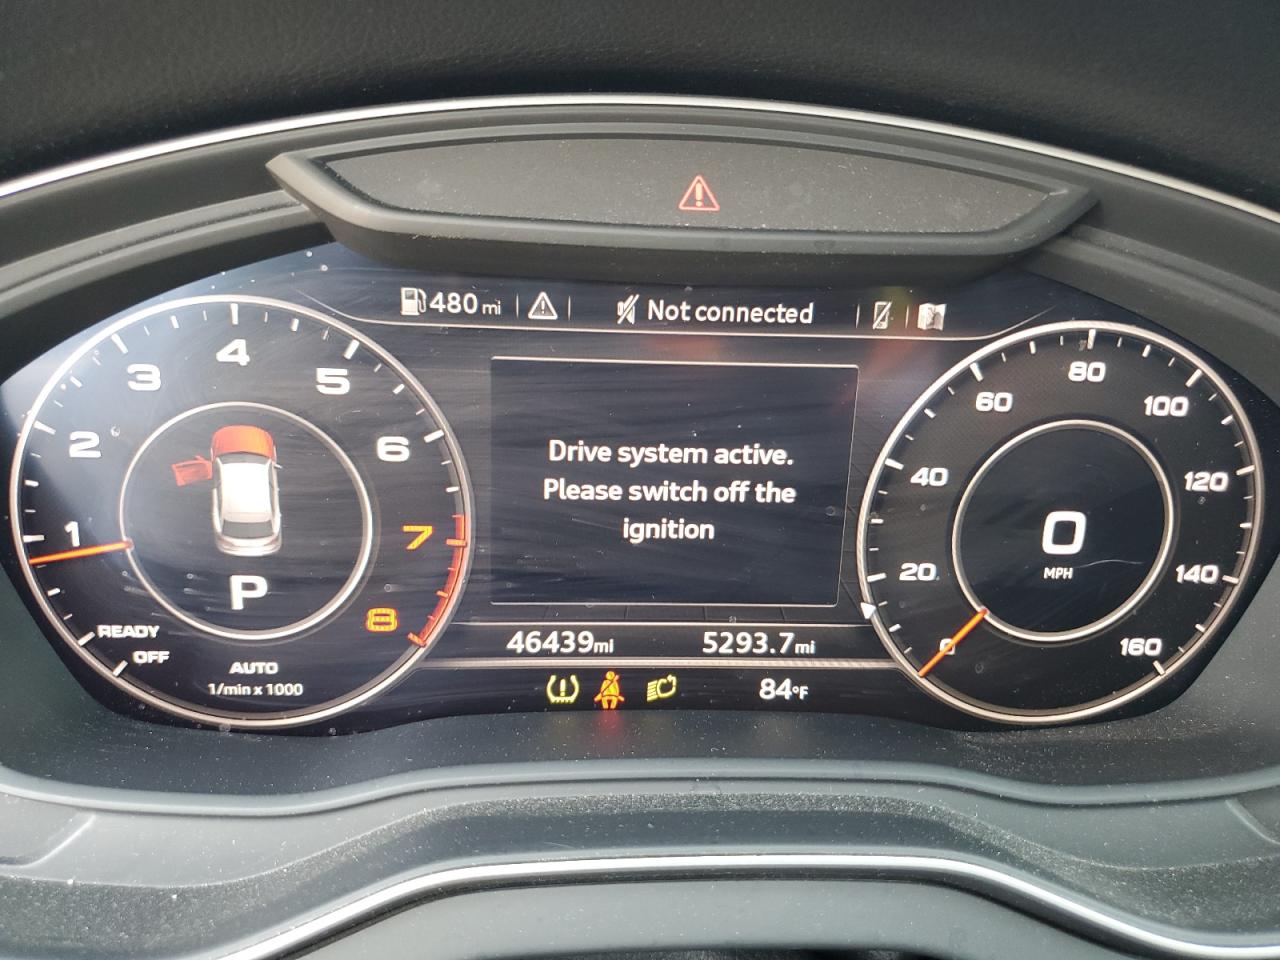 480 mi
Not connected
1
2
3
4
5
6
7
8
P
READY
OFF
AUTO
1/min x 1000
Drive system active.
Please switch off the
ignition
46439mi
5293.7mi
84°F
0
20
40
60
80
100
120
140
160
0
MPH